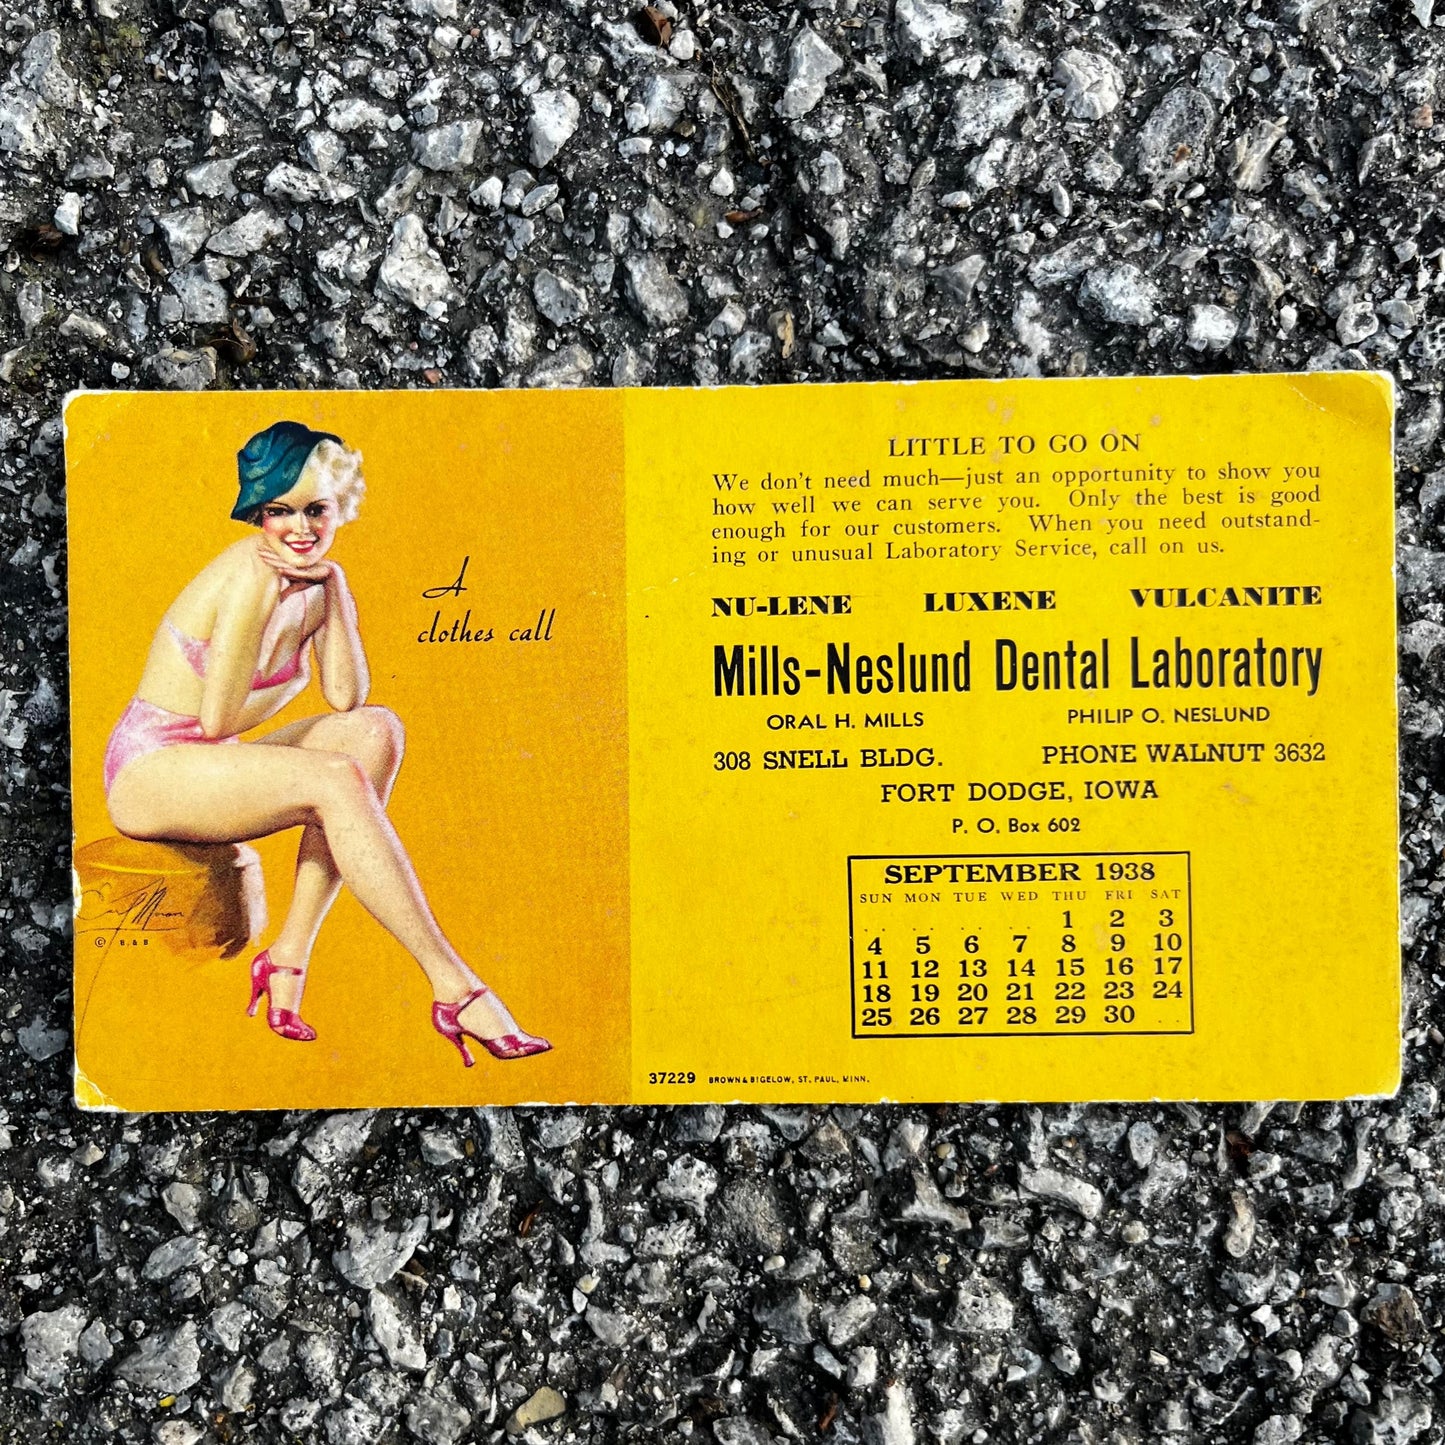 A
clothes call
Earl Moran
© B. & B
LITTLE TO GO ON
We don't need much—just an opportunity to show you
how well we can serve you. Only the best is good
enough for our customers. When you need outstand-
ing or unusual Laboratory Service, call on us.
NU-LENE LUXENE VULCANITE
Mills-Neslund Dental Laboratory
ORAL H. MILLS PHILIP O. NESLUND
308 SNELL BLDG. PHONE WALNUT 3632
FORT DODGE, IOWA
P. O. Box 602
SEPTEMBER 1938
SUN MON TUE WED THU FRI SAT
. . . . . . . . 1 2 3
4 5 6 7 8 9 10
11 12 13 14 15 16 17
18 19 20 21 22 23 24
25 26 27 28 29 30 . .
37229 BROWN & BIGELOW, ST. PAUL, MINN.